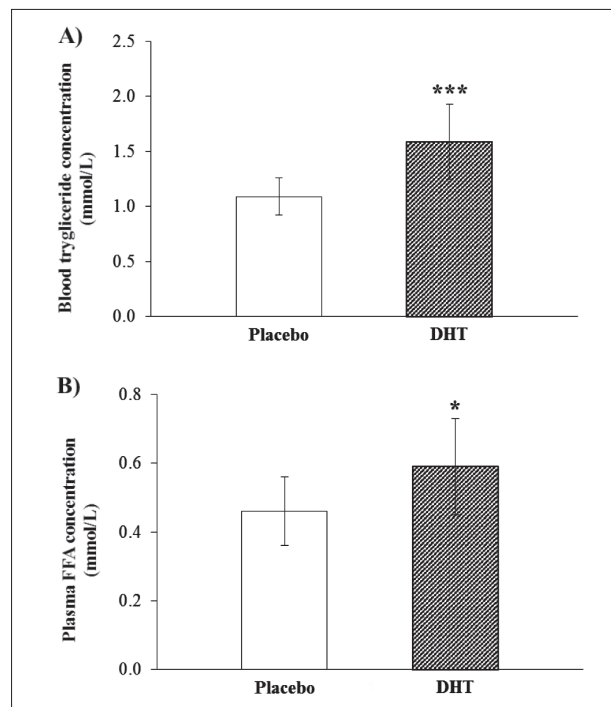 A)
Blood trygliceride concentration
(mmol/L)
2.5
2.0
1.5
1.0
0.5
0.0
***
Placebo
DHT
B)
Plasma FFA concentration
(mmol/L)
0.8
0.6
0.4
0.2
0.0
*
Placebo
DHT